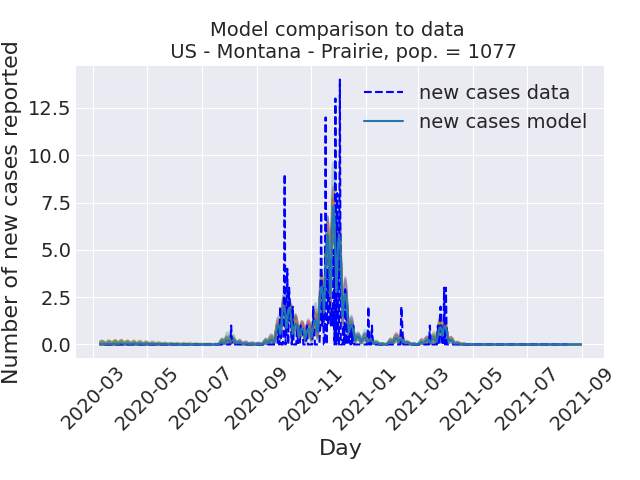 Model comparison to data
US - Montana - Prairie, pop. = 1077
Number of new cases reported
12.5
10.0
7.5
5.0
2.5
0.0
new cases data
new cases model
2020-03
2020-05
2020-07
2020-09
2020-11
2021-01
2021-03
2021-05
2021-07
2021-09
Day